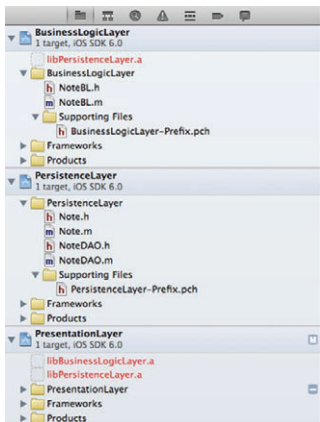 BusinessLogicLayer
1 target, iOS SDK 6.0
libPersistenceLayer.a
BusinessLogicLayer
h NoteBL.h
m NoteBL.m
Supporting Files
h BusinessLogicLayer-Prefix.pch
Frameworks
Products
PersistenceLayer
1 target, iOS SDK 6.0
PersistenceLayer
h Note.h
m Note.m
h NoteDAO.h
m NoteDAO.m
Supporting Files
h PersistenceLayer-Prefix.pch
Frameworks
Products
PresentationLayer
1 target, iOS SDK 6.0
M
libBusinessLogicLayer.a
libPersistenceLayer.a
PresentationLayer
Frameworks
Products